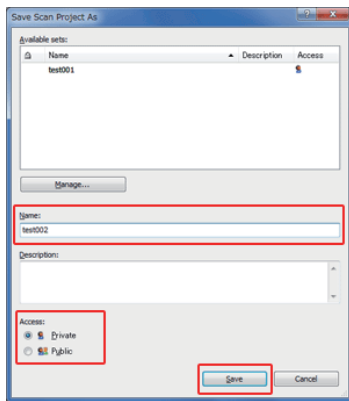 Save Scan Project As
Available sets:
Name Description Access
test001
Manage...
Name:
test002
Description:
Access:
Private
Public
Save Cancel